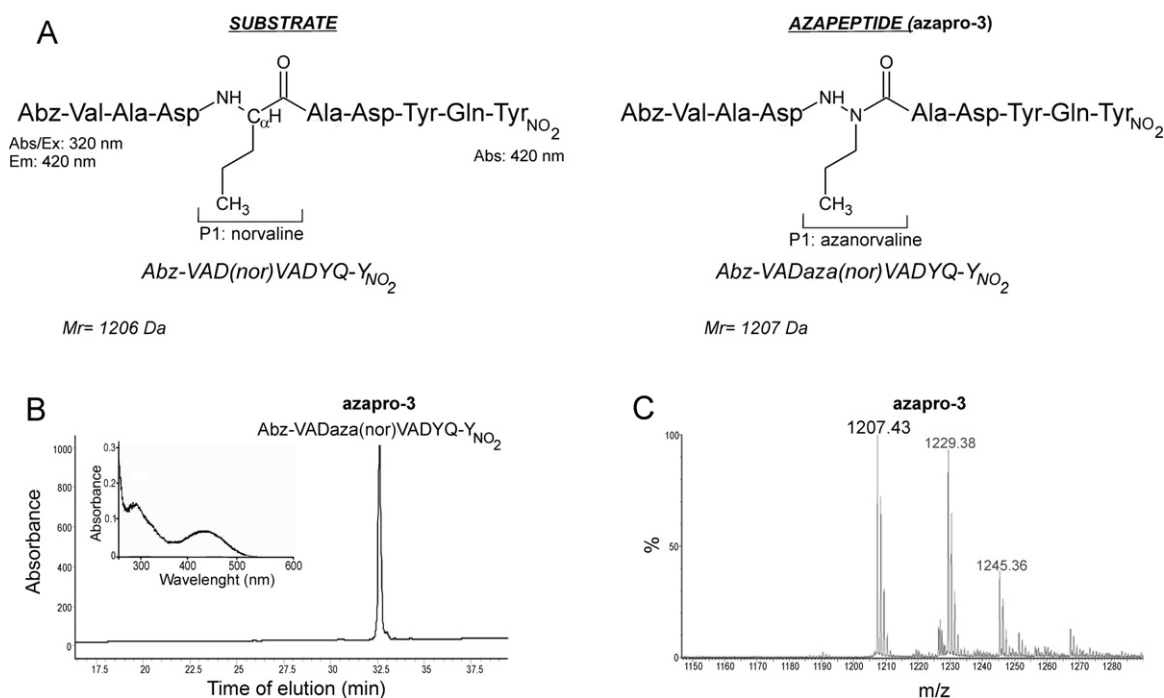 A
SUBSTRATE
O
NH
Abz-Val-Ala-Asp
CαH
Ala-Asp-Tyr-Gln-TyrNO2
Abs/Ex: 320 nm
Em: 420 nm
Abs: 420 nm
CH3
P1: norvaline
Abz-VAD(nor)VADYQ-YNO2
Mr= 1206 Da
AZAPEPTIDE (azapro-3)
O
NH
Abz-Val-Ala-Asp
N
Ala-Asp-Tyr-Gln-TyrNO2
Abs: 420 nm
CH3
P1: azanorvaline
Abz-VADaza(nor)VADYQ-YNO2
Mr= 1207 Da
B
azapro-3
Abz-VADaza(nor)VADYQ-YNO2
1000
800
600
400
200
0
Absorbance
0.3
0.2
0.1
0
Absorbance
300 400 500 600
Wavelenght (nm)
17.5 20 22.5 25 27.5 30 32.5 35 37.5
Time of elution (min)
C
azapro-3
1207.43
1229.38
1245.36
100
50
0
%
1150 1160 1170 1180 1190 1200 1210 1220 1230 1240 1250 1260 1270 1280
m/z